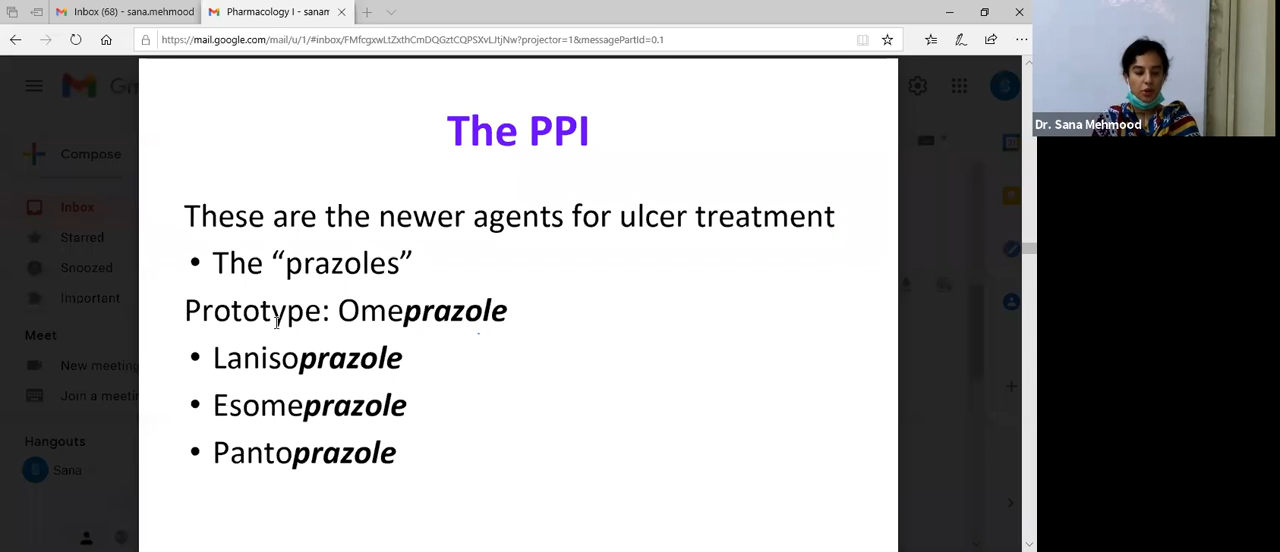 Inbox (68) - sana.mehmood
Pharmacology I - sanam
https://mail.google.com/mail/u/1/#inbox/FMfcgxwLtZxthCmDQGztCQPSXvLJtjNw?projector=1&messagePartId=0.1
Compose
Inbox
Starred
Snoozed
Important
Meet
New meeting
Join a meeti
Hangouts
S Sana
S
The PPI
These are the newer agents for ulcer treatment
• The “prazoles”
Prototype: Omeprazole
• Lanisoprazole
• Esomeprazole
• Pantoprazole
Dr. Sana Mehmood